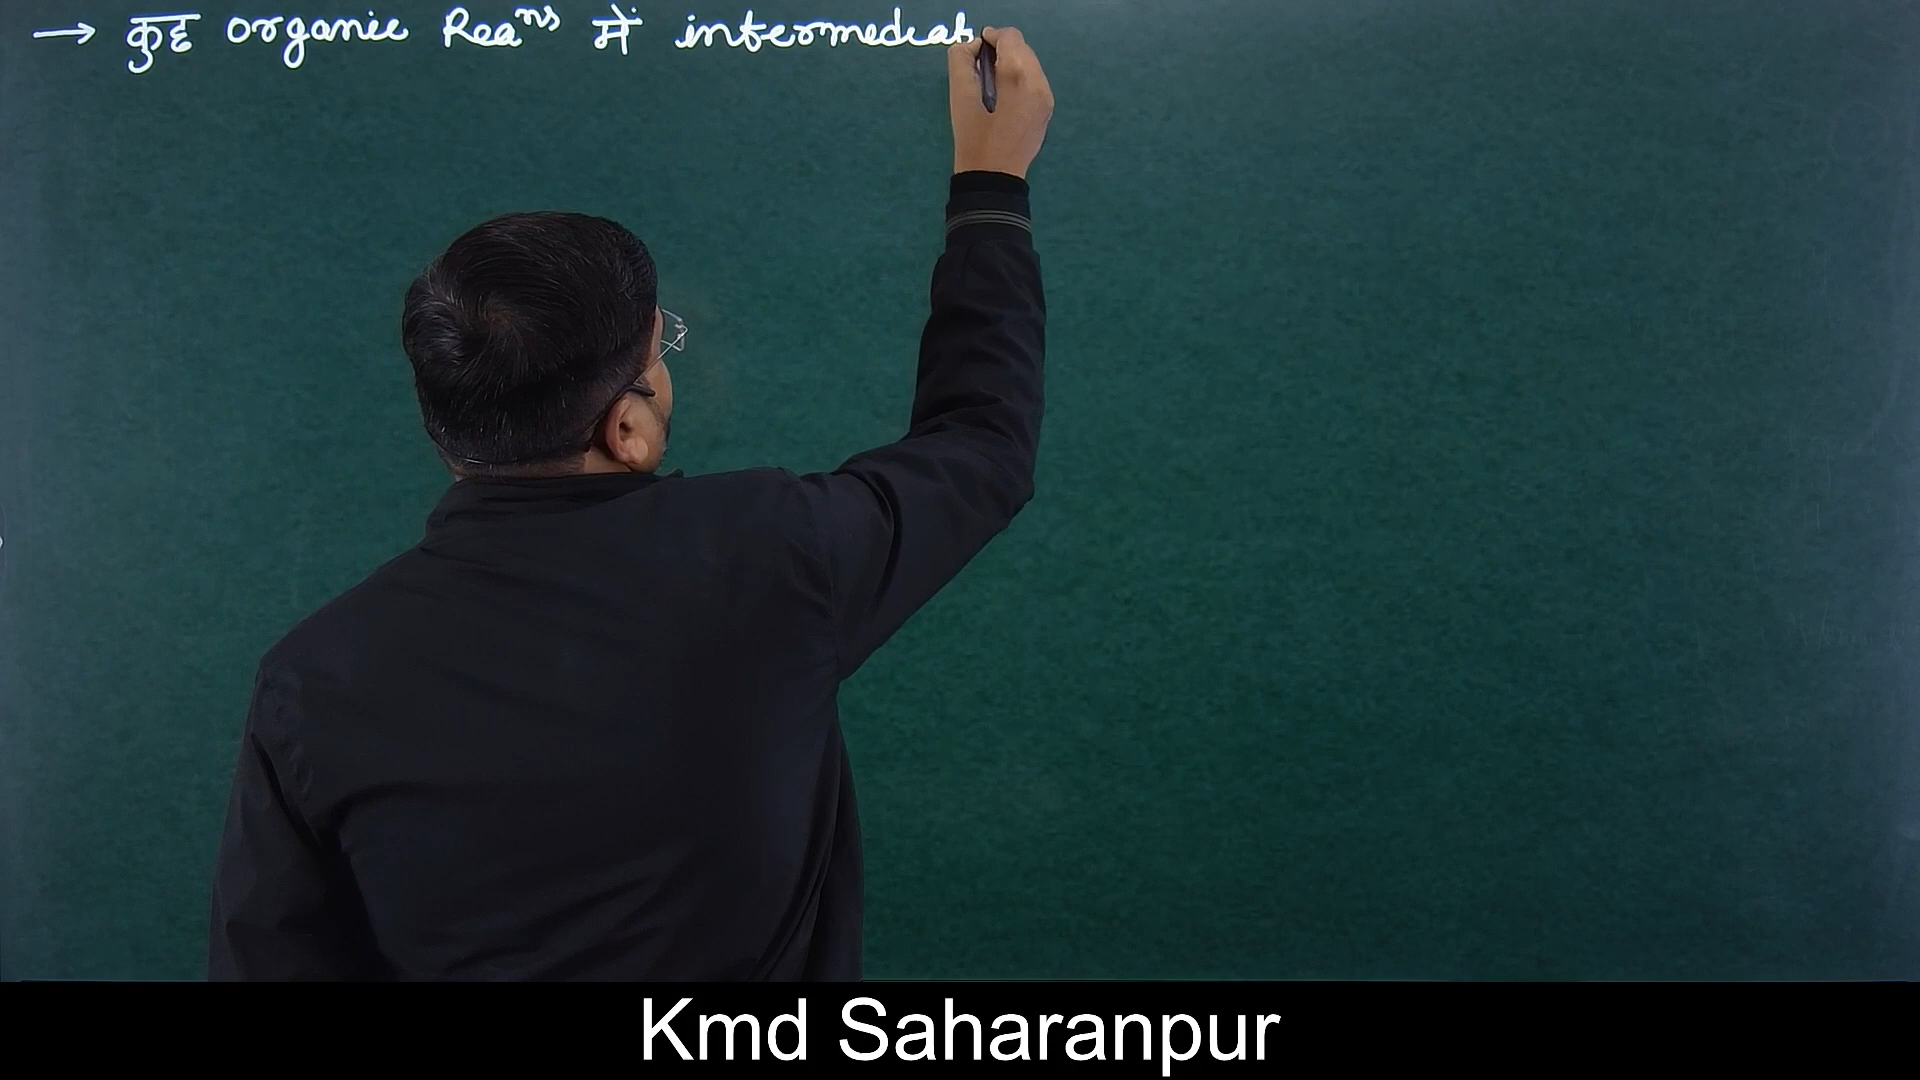 → कुछ organic Reaⁿˢ में intermediat
Kmd Saharanpur